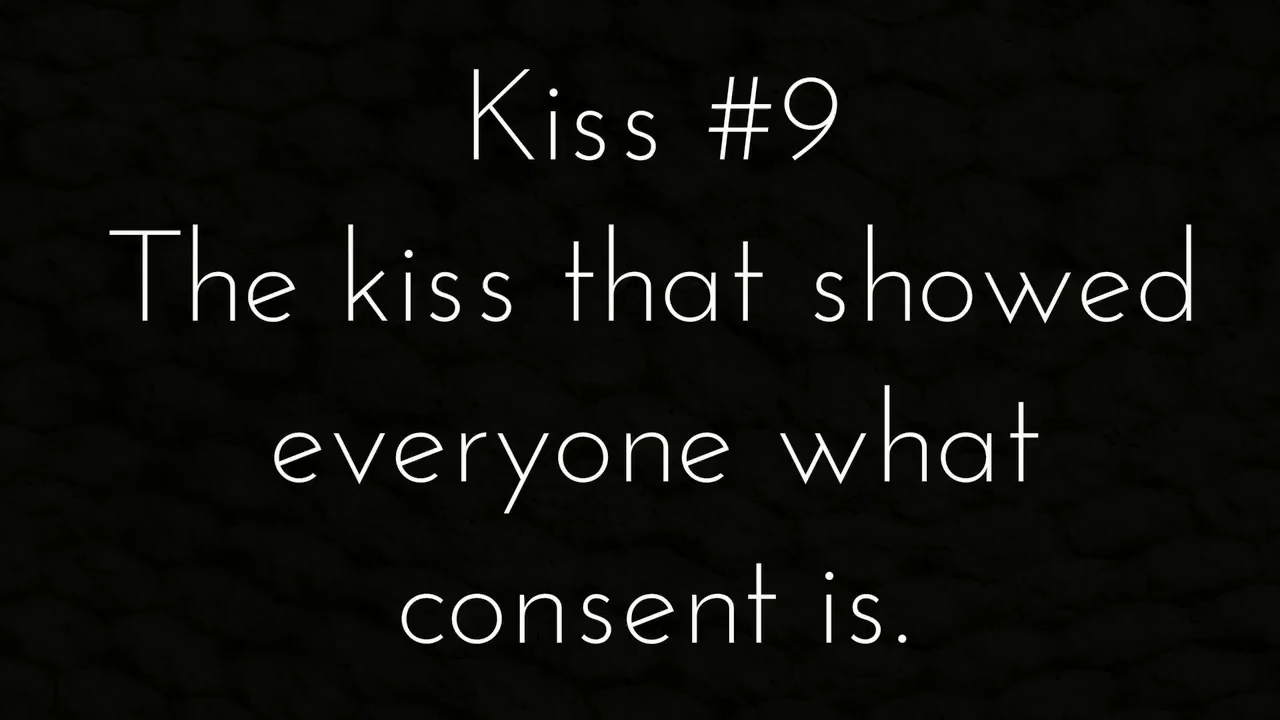 Kiss #9
The kiss that showed
everyone what
consent is.